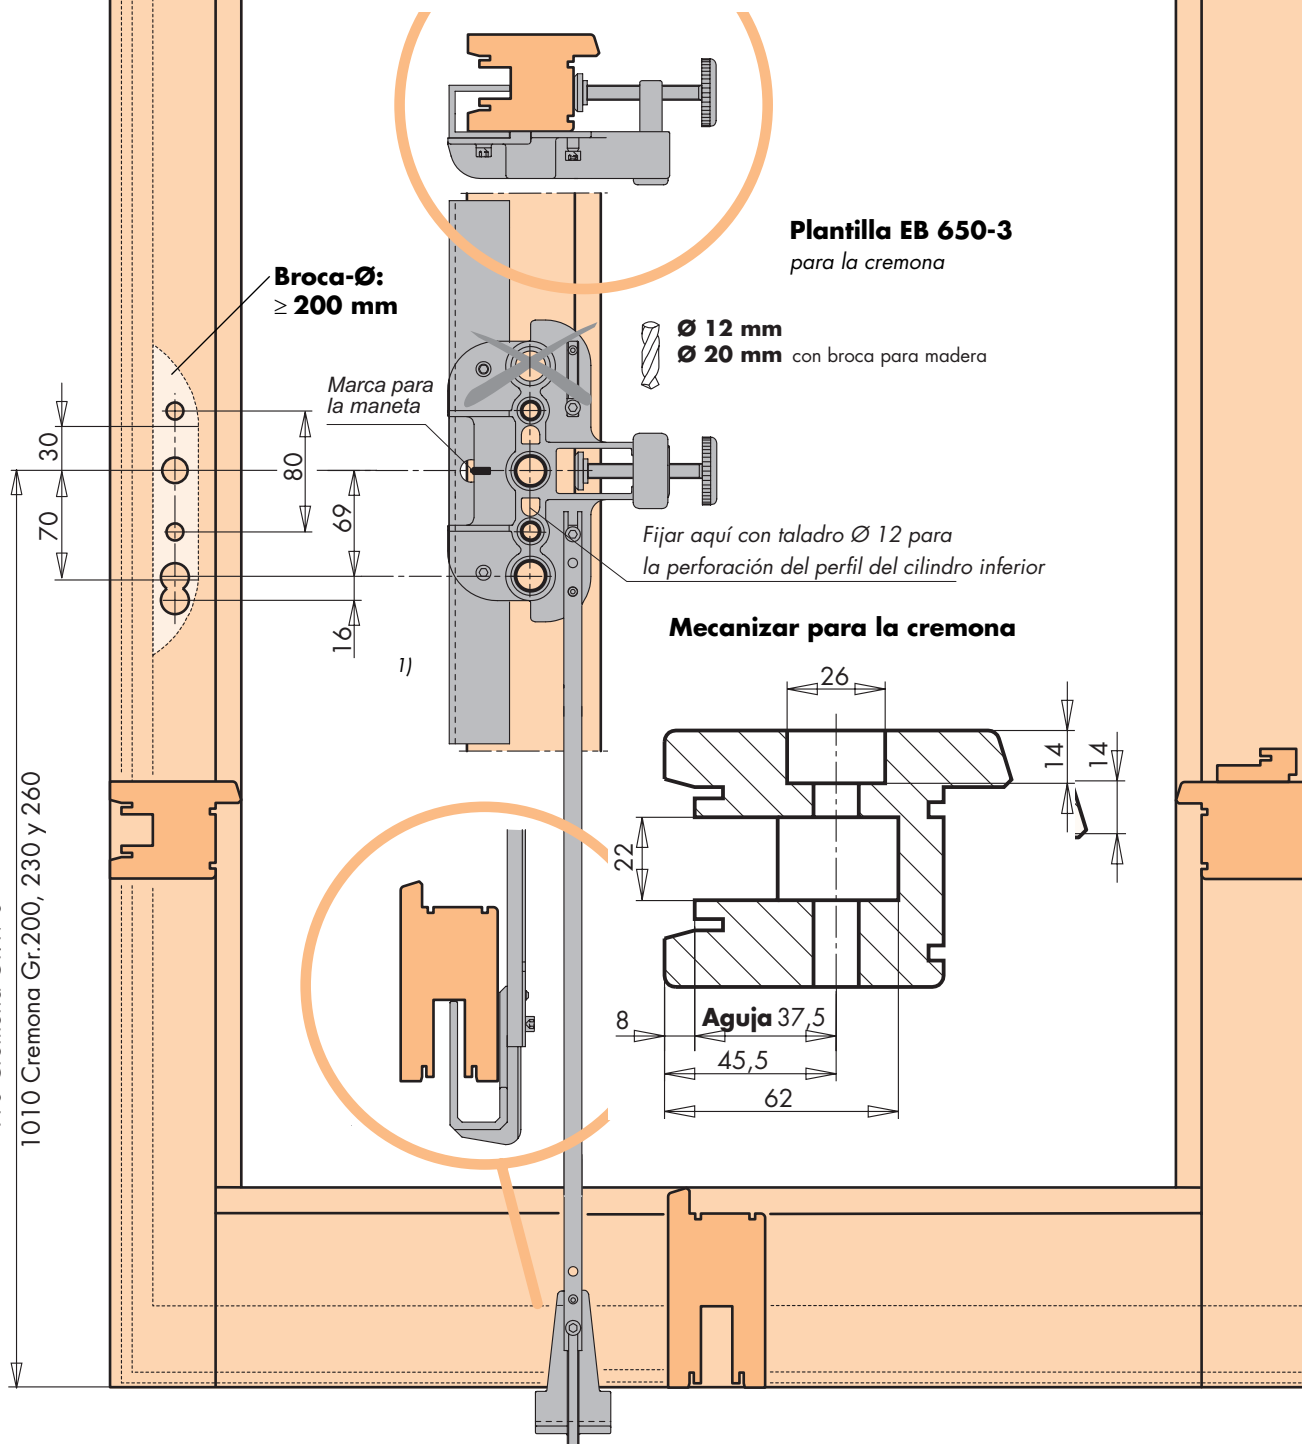 Plantilla EB 650-3
para la cremona
Broca-Ø:
≥ 200 mm
Ø 12 mm
Ø 20 mm con broca para madera
Marca para
la maneta
30
70
80
69
16
1)
Fijar aquí con taladro Ø 12 para
la perforación del perfil del cilindro inferior
Mecanizar para la cremona
26
14
14
22
8
Aguja 37,5
45,5
62
1010 Cremona Gr.200, 230 y 260